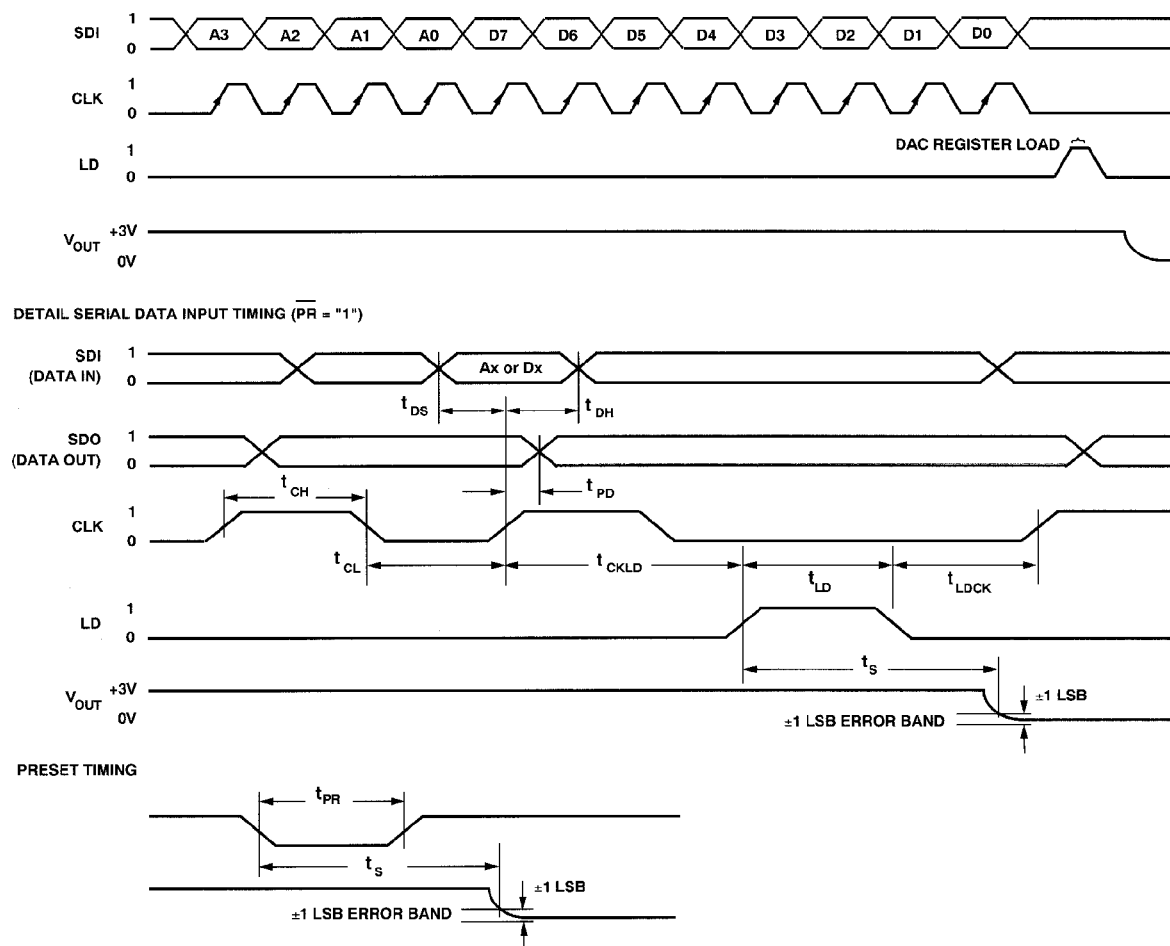 SDI 1 0 A3 A2 A1 A0 D7 D6 D5 D4 D3 D2 D1 D0
CLK 1 0
DAC REGISTER LOAD
LD 1 0
VOUT +3V 0V
DETAIL SERIAL DATA INPUT TIMING (PR = "1")
SDI (DATA IN) 1 0 Ax or Dx
tDS tDH
SDO (DATA OUT) 1 0
tCH tPD
CLK 1 0
tCL tCKLD tLD tLDCK
LD 1 0
tS
VOUT +3V 0V
±1 LSB
±1 LSB ERROR BAND
PRESET TIMING
tPR
tS
±1 LSB
±1 LSB ERROR BAND